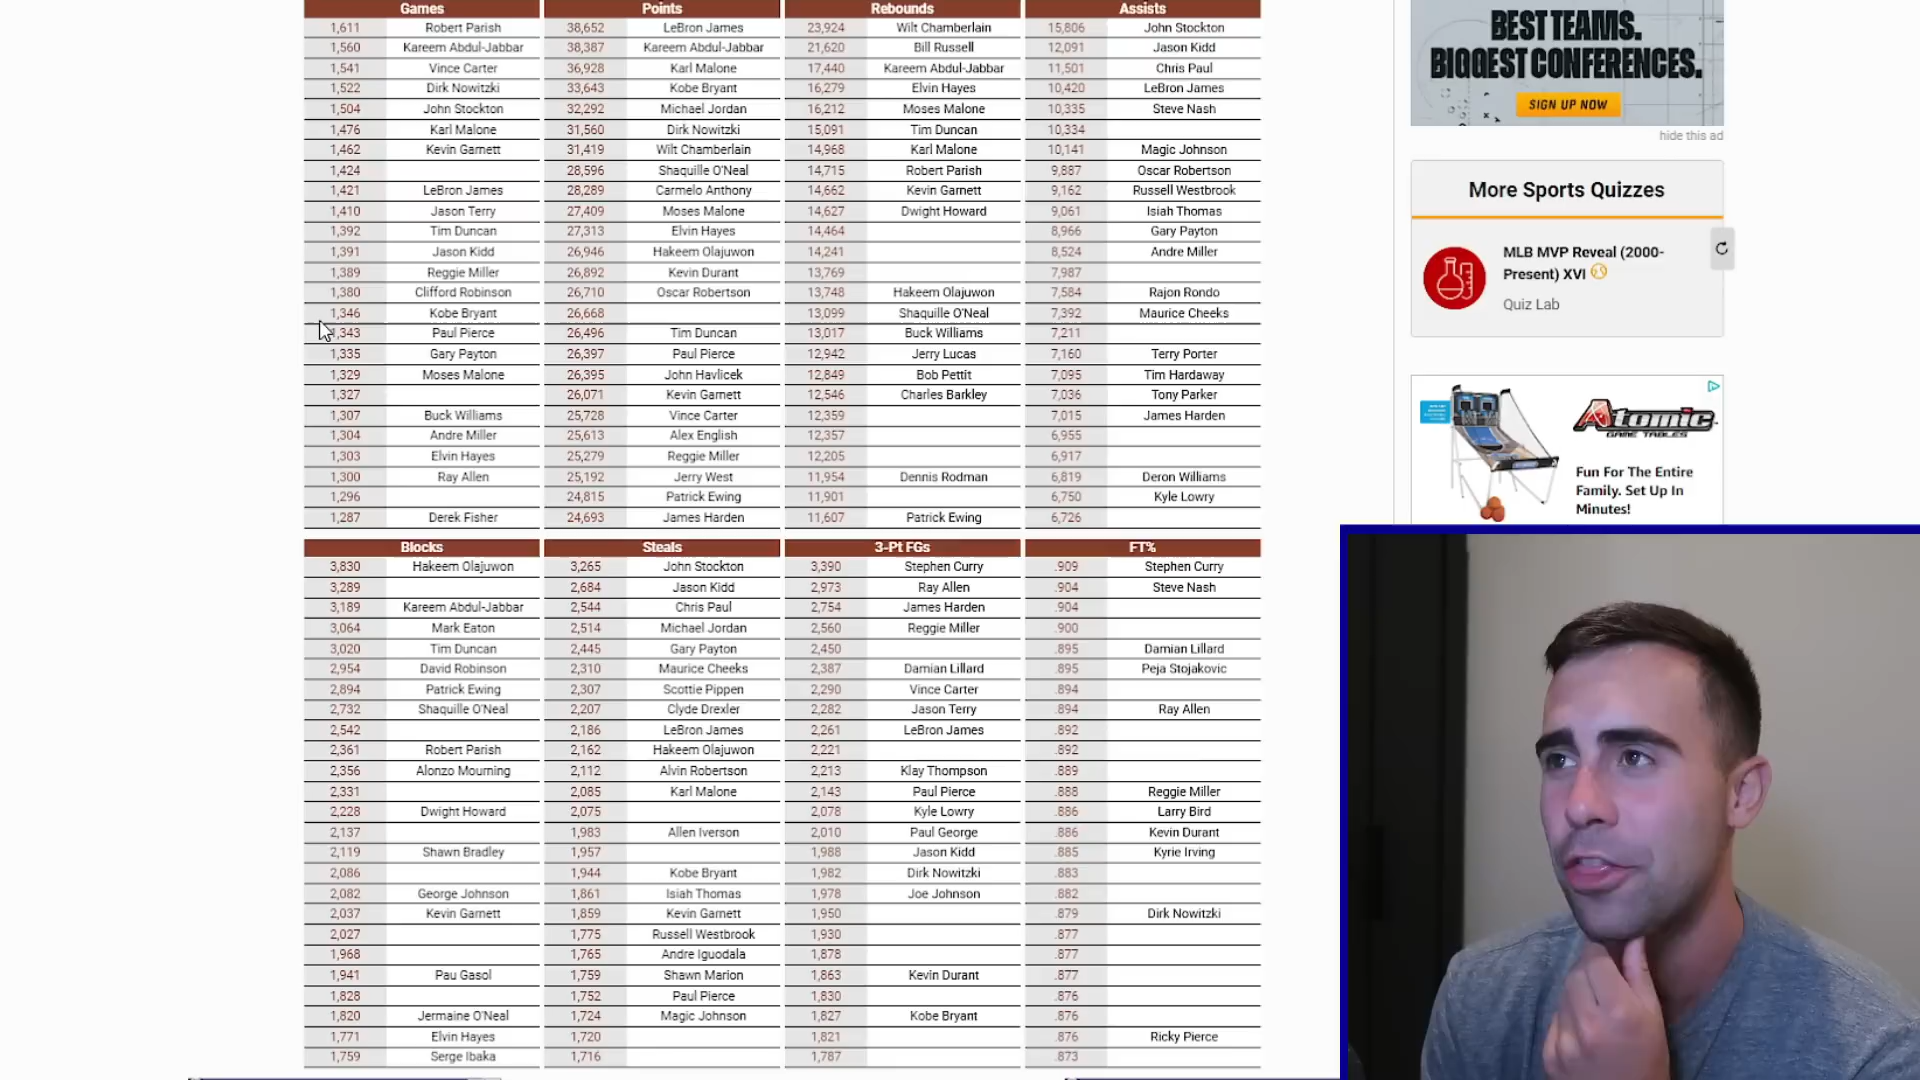 Games Points Rebounds Assists
1,611 Robert Parish 38,652 LeBron James 23,924 Wilt Chamberlain 15,806 John Stockton
1,560 Kareem Abdul-Jabbar 38,387 Kareem Abdul-Jabbar 21,620 Bill Russell 12,091 Jason Kidd
1,541 Vince Carter 36,928 Karl Malone 17,440 Kareem Abdul-Jabbar 11,501 Chris Paul
1,522 Dirk Nowitzki 33,643 Kobe Bryant 16,279 Elvin Hayes 10,420 LeBron James
1,504 John Stockton 32,292 Michael Jordan 16,212 Moses Malone 10,335 Steve Nash
1,476 Karl Malone 31,560 Dirk Nowitzki 15,091 Tim Duncan 10,334
1,462 Kevin Garnett 31,419 Wilt Chamberlain 14,968 Karl Malone 10,141 Magic Johnson
1,424 28,596 Shaquille O'Neal 14,715 Robert Parish 9,887 Oscar Robertson
1,421 LeBron James 28,289 Carmelo Anthony 14,662 Kevin Garnett 9,162 Russell Westbrook
1,410 Jason Terry 27,409 Moses Malone 14,627 Dwight Howard 9,061 Isiah Thomas
1,392 Tim Duncan 27,313 Elvin Hayes 14,464 8,966 Gary Payton
1,391 Jason Kidd 26,946 Hakeem Olajuwon 14,241 8,524 Andre Miller
1,389 Reggie Miller 26,892 Kevin Durant 13,769 7,987
1,380 Clifford Robinson 26,710 Oscar Robertson 13,748 Hakeem Olajuwon 7,584 Rajon Rondo
1,346 Kobe Bryant 26,668 13,099 Shaquille O'Neal 7,392 Maurice Cheeks
1,343 Paul Pierce 26,496 Tim Duncan 13,017 Buck Williams 7,211
1,335 Gary Payton 26,397 Paul Pierce 12,942 Jerry Lucas 7,160 Terry Porter
1,329 Moses Malone 26,395 John Havlicek 12,849 Bob Pettit 7,095 Tim Hardaway
1,327 26,071 Kevin Garnett 12,546 Charles Barkley 7,036 Tony Parker
1,307 Buck Williams 25,728 Vince Carter 12,359 7,015 James Harden
1,304 Andre Miller 25,613 Alex English 12,357 6,955
1,303 Elvin Hayes 25,279 Reggie Miller 12,205 6,917
1,300 Ray Allen 25,192 Jerry West 11,954 Dennis Rodman 6,819 Deron Williams
1,296 24,815 Patrick Ewing 11,901 6,750 Kyle Lowry
1,287 Derek Fisher 24,693 James Harden 11,607 Patrick Ewing 6,726
Blocks Steals 3-Pt FGs FT%
3,830 Hakeem Olajuwon 3,265 John Stockton 3,390 Stephen Curry .909 Stephen Curry
3,289 2,684 Jason Kidd 2,973 Ray Allen .904 Steve Nash
3,189 Kareem Abdul-Jabbar 2,544 Chris Paul 2,754 James Harden .904
3,064 Mark Eaton 2,514 Michael Jordan 2,560 Reggie Miller .900
3,020 Tim Duncan 2,445 Gary Payton 2,450 .895 Damian Lillard
2,954 David Robinson 2,310 Maurice Cheeks 2,387 Damian Lillard .895 Peja Stojakovic
2,894 Patrick Ewing 2,307 Scottie Pippen 2,290 Vince Carter .894
2,732 Shaquille O'Neal 2,207 Clyde Drexler 2,282 Jason Terry .894 Ray Allen
2,542 2,186 LeBron James 2,261 LeBron James .892
2,361 Robert Parish 2,162 Hakeem Olajuwon 2,221 .892
2,356 Alonzo Mourning 2,112 Alvin Robertson 2,213 Klay Thompson .889
2,331 2,085 Karl Malone 2,143 Paul Pierce .888 Reggie Miller
2,228 Dwight Howard 2,075 2,078 Kyle Lowry .886 Larry Bird
2,137 1,983 Allen Iverson 2,010 Paul George .886 Kevin Durant
2,119 Shawn Bradley 1,957 1,988 Jason Kidd .885 Kyrie Irving
2,086 1,944 Kobe Bryant 1,982 Dirk Nowitzki .883
2,082 George Johnson 1,861 Isiah Thomas 1,978 Joe Johnson .882
2,037 Kevin Garnett 1,859 Kevin Garnett 1,950 .879 Dirk Nowitzki
2,027 1,775 Russell Westbrook 1,930 .877
1,968 1,765 Andre Iguodala 1,878 .877
1,941 Pau Gasol 1,759 Shawn Marion 1,863 Kevin Durant .877
1,828 1,752 Paul Pierce 1,830 .876
1,820 Jermaine O'Neal 1,724 Magic Johnson 1,827 Kobe Bryant .876
1,771 Elvin Hayes 1,720 1,821 .876 Ricky Pierce
1,759 Serge Ibaka 1,716 1,787 .873
BEST TEAMS.
BIGGEST CONFERENCES.
SIGN UP NOW
hide this ad
More Sports Quizzes
MLB MVP Reveal (2000-
Present) XVI
Quiz Lab
Atomic
GAME TABLES
Fun For The Entire
Family. Set Up In
Minutes!